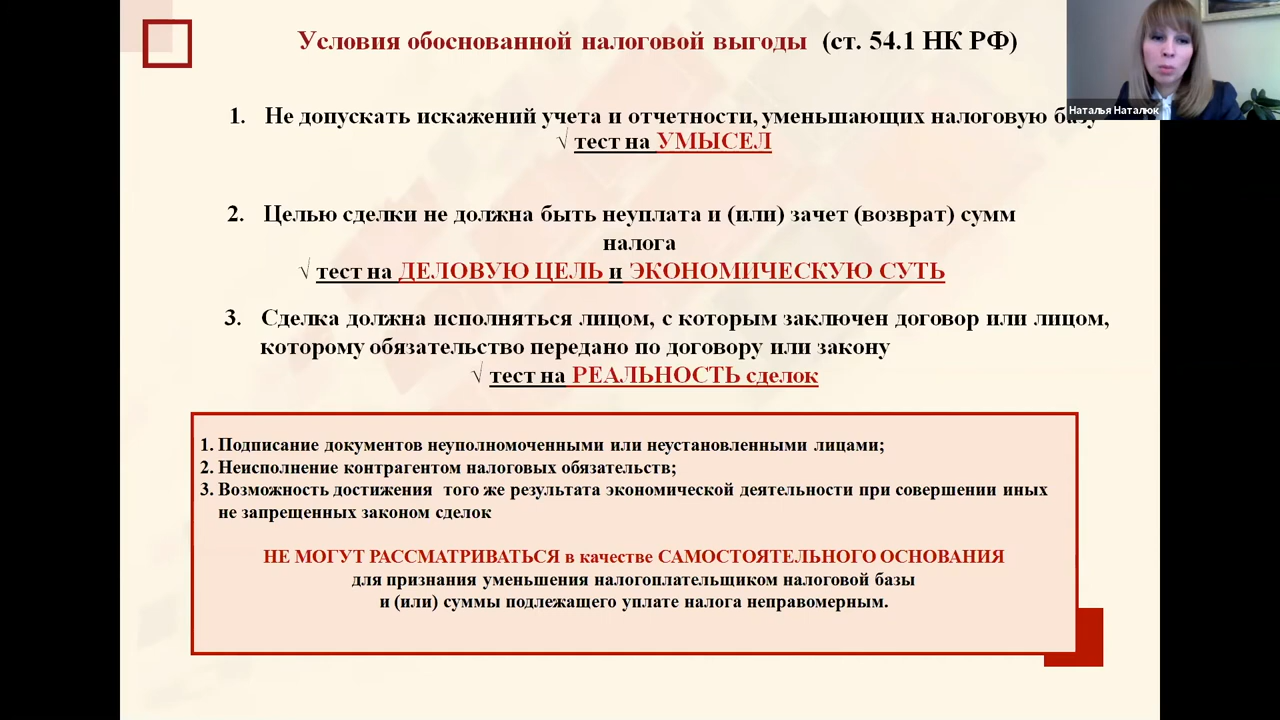 Условия обоснованной налоговой выгоды (ст. 54.1 НК РФ)
Наталья Наталюк
1. Не допускать искажений учета и отчетности, уменьшающих налоговую базу
√ тест на УМЫСЕЛ
2. Целью сделки не должна быть неуплата и (или) зачет (возврат) сумм
налога
√ тест на ДЕЛОВУЮ ЦЕЛЬ и ЭКОНОМИЧЕСКУЮ СУТЬ
3. Сделка должна исполняться лицом, с которым заключен договор или лицом,
которому обязательство передано по договору или закону
√ тест на РЕАЛЬНОСТЬ сделок
1. Подписание документов неуполномоченными или неустановленными лицами;
2. Неисполнение контрагентом налоговых обязательств;
3. Возможность достижения того же результата экономической деятельности при совершении иных
не запрещенных законом сделок
НЕ МОГУТ РАССМАТРИВАТЬСЯ в качестве САМОСТОЯТЕЛЬНОГО ОСНОВАНИЯ
для признания уменьшения налогоплательщиком налоговой базы
и (или) суммы подлежащего уплате налога неправомерным.